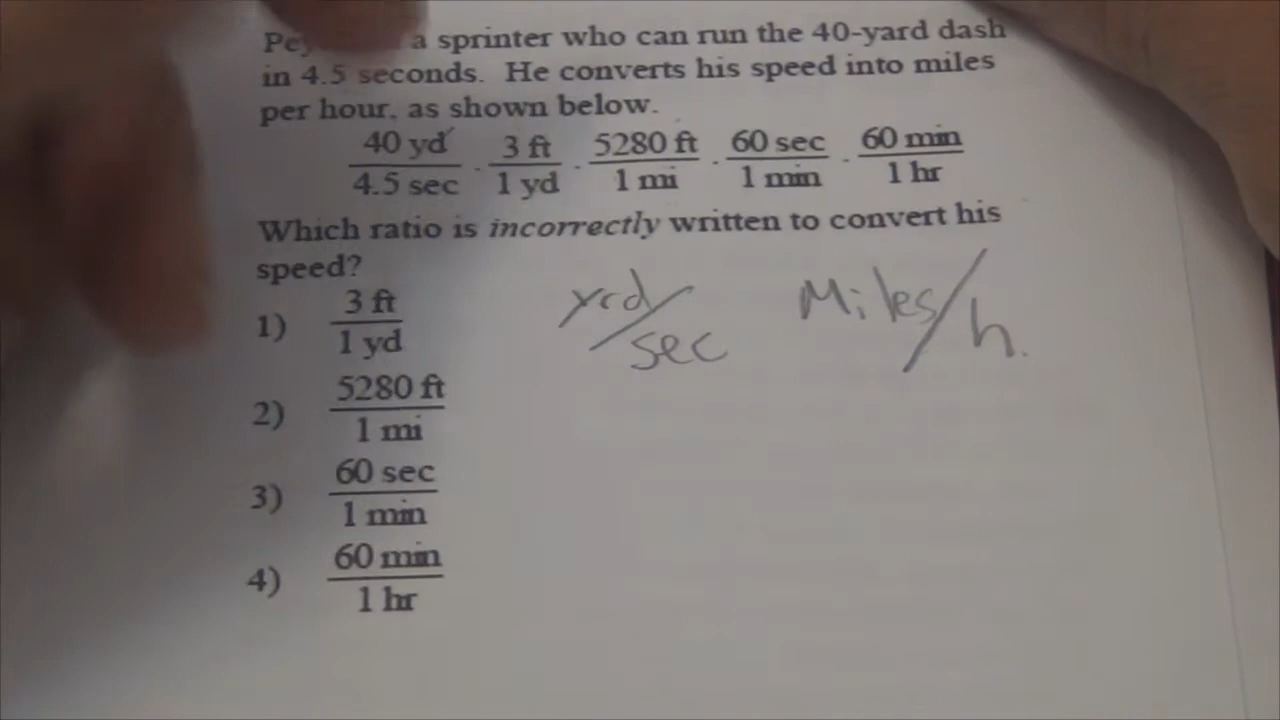 a sprinter who can run the 40-yard dash
in 4.5 seconds. He converts his speed into miles
per hour, as shown below.
40 yd/4.5 sec · 3 ft/1 yd · 5280 ft/1 mi · 60 sec/1 min · 60 min/1 hr
Which ratio is incorrectly written to convert his
speed?
1) 3 ft/1 yd
2) 5280 ft/1 mi
3) 60 sec/1 min
4) 60 min/1 hr
yrd/sec Miles/h.